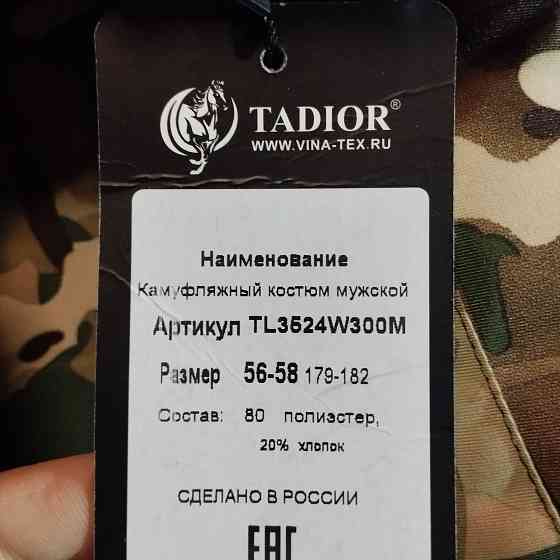 TADIOR®
WWW.VINA-TEX.RU
Наименование
Камуфляжный костюм мужской
Артикул TL3524W300M
Размер 56-58 179-182
Состав: 80 полиэстер,
20% хлопок
СДЕЛАНО В РОССИИ
EAC